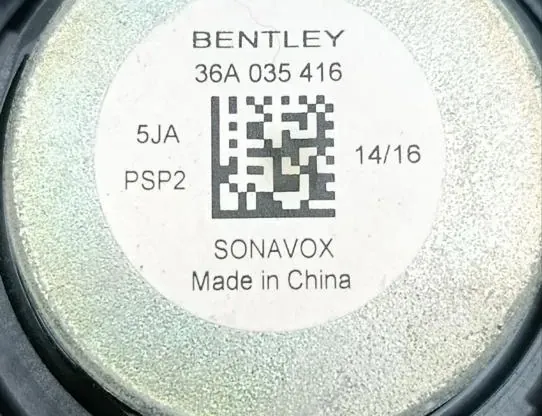 BENTLEY
36A 035 416
5JA
14/16
PSP2
SONAVOX
Made in China